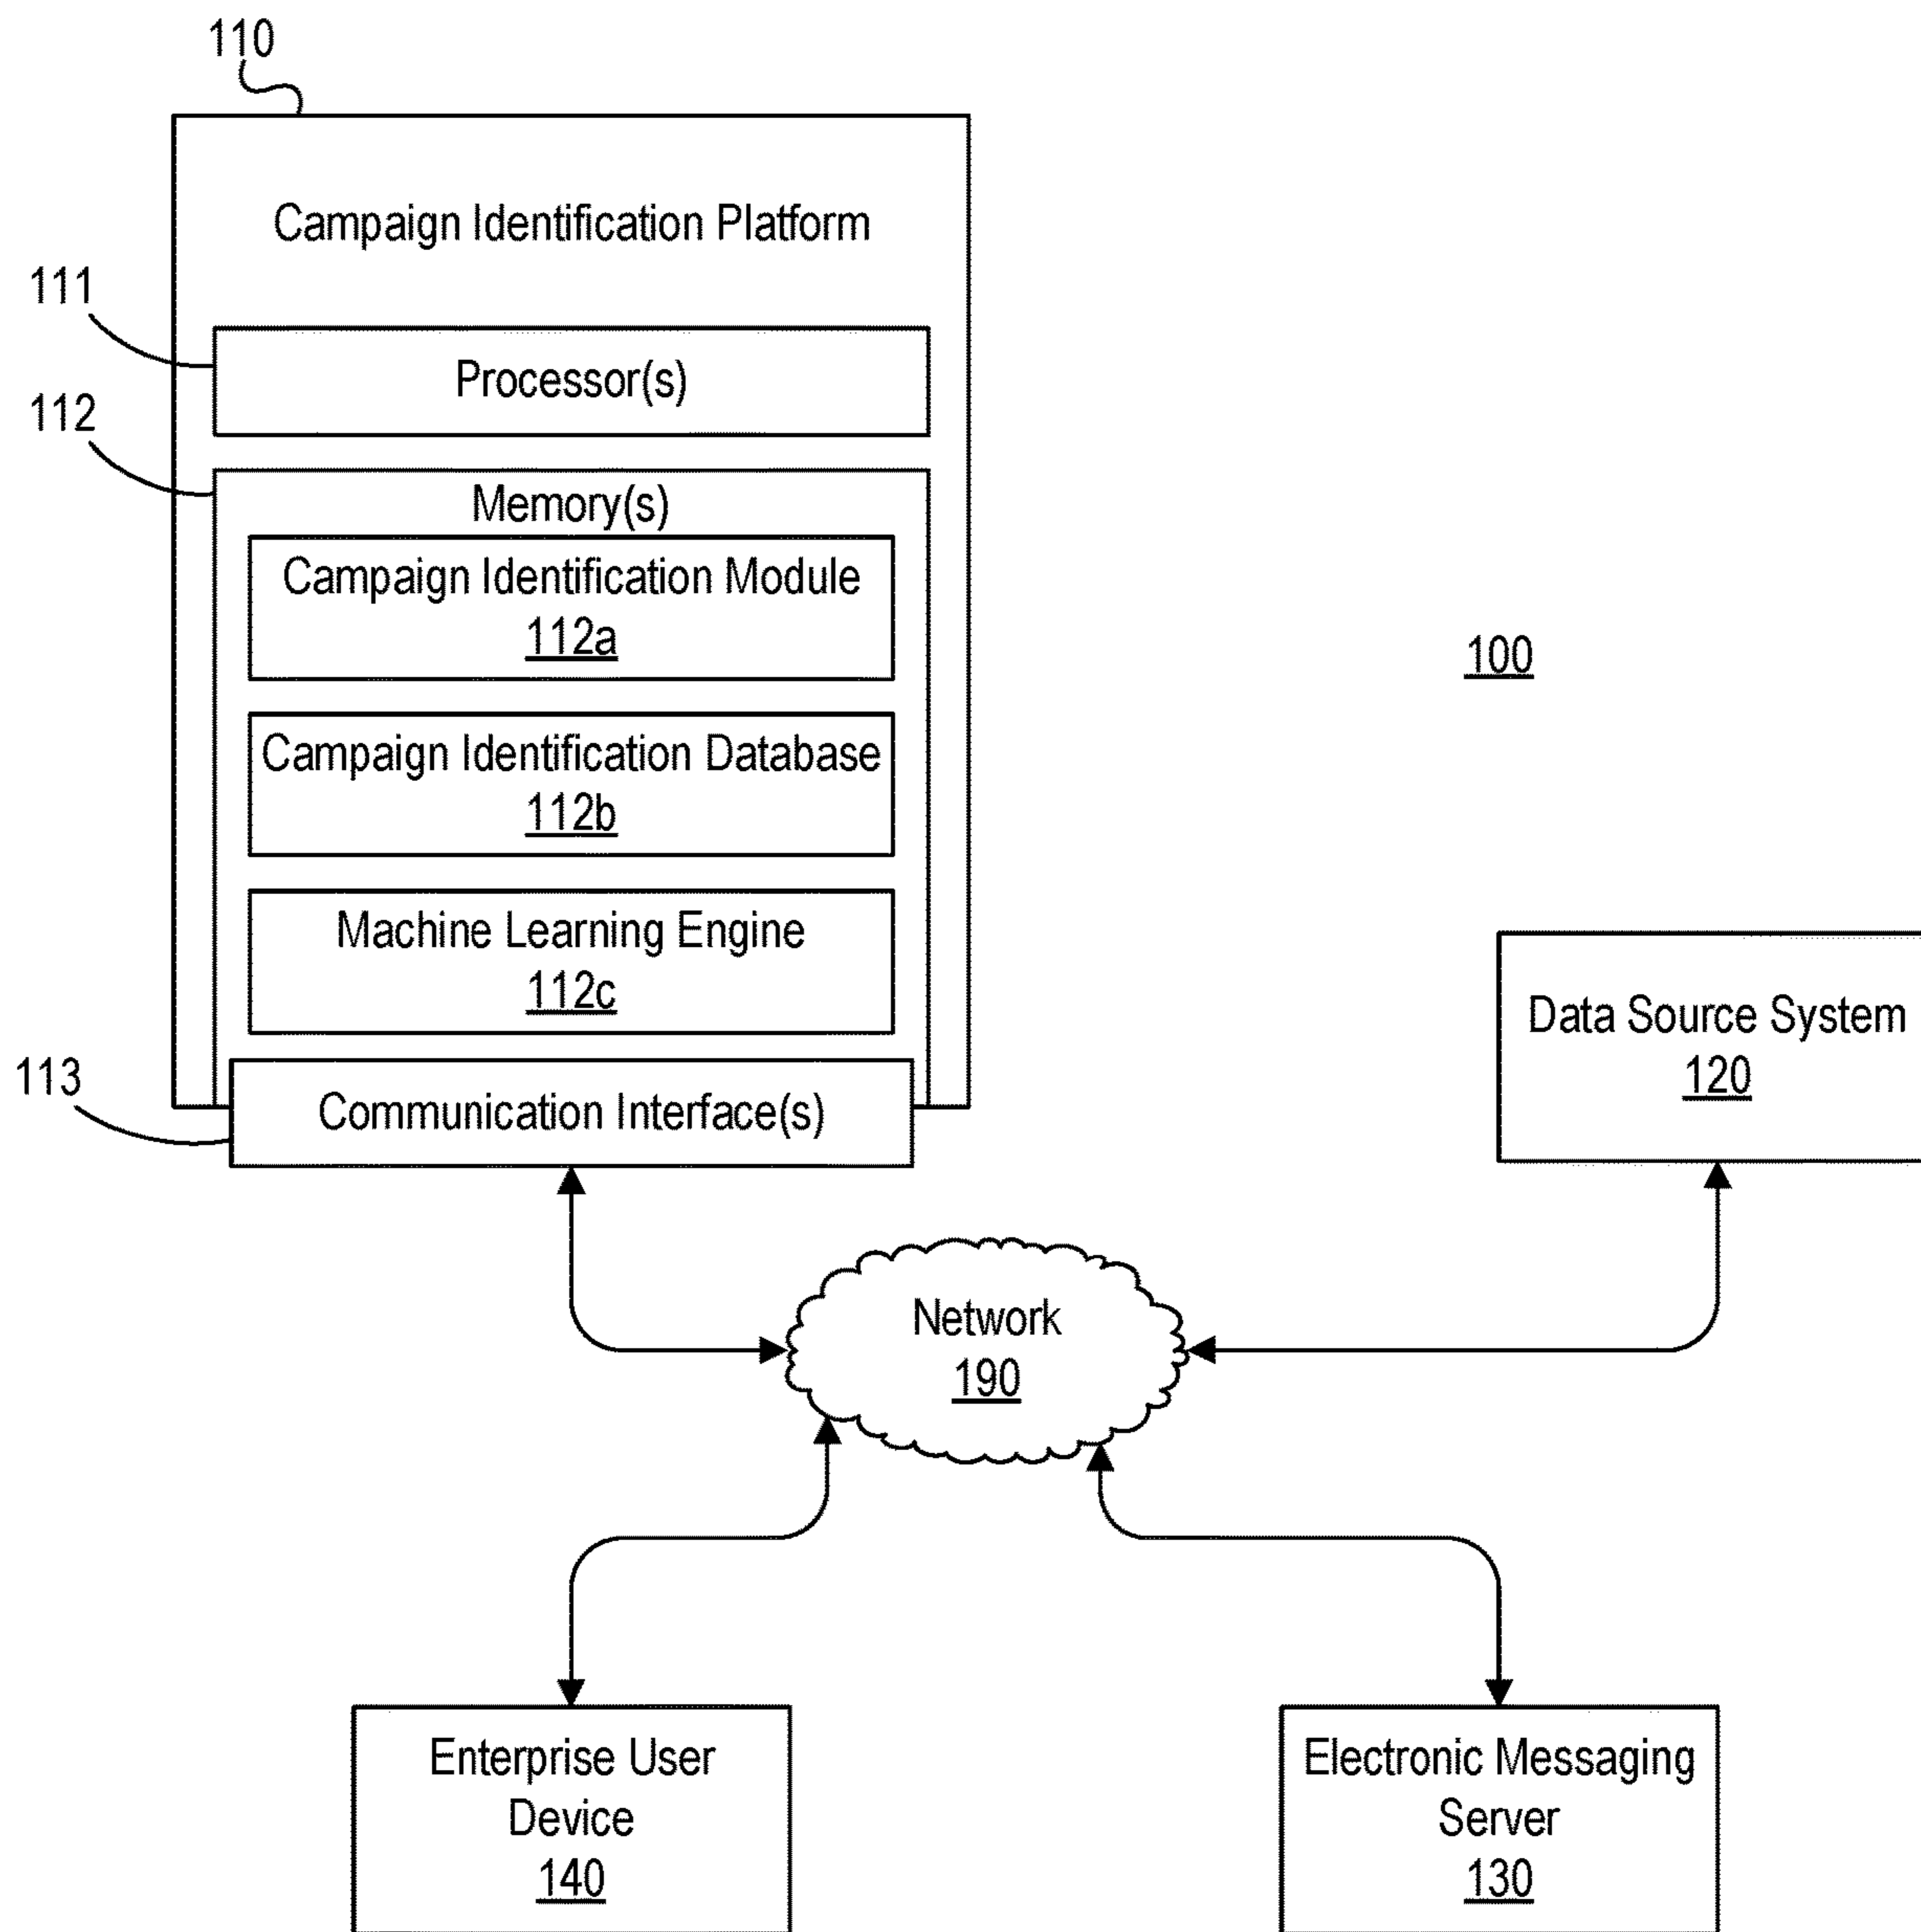 110
Campaign Identification Platform
111
Processor(s)
112
Memory(s)
Campaign Identification Module
112a
100
Campaign Identification Database
112b
Machine Learning Engine
112c
Data Source System
120
113
Communication Interface(s)
Network
190
Enterprise User
Device
140
Electronic Messaging
Server
130